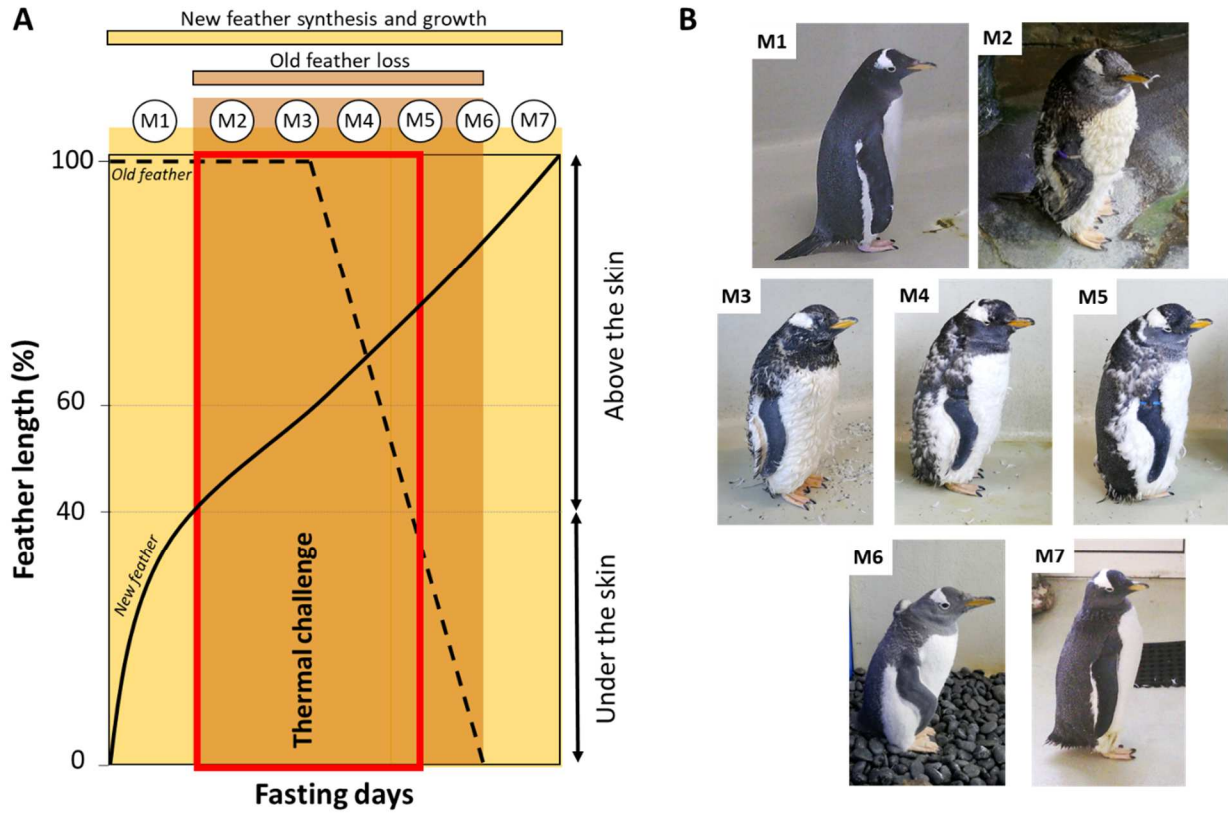 A
New feather synthesis and growth
Old feather loss
M1 M2 M3 M4 M5 M6 M7
100
Old feather
60
40
0
New feather
Thermal challenge
Feather length (%)
Fasting days
Above the skin
Under the skin
B
M1
M2
M3
M4
M5
M6
M7